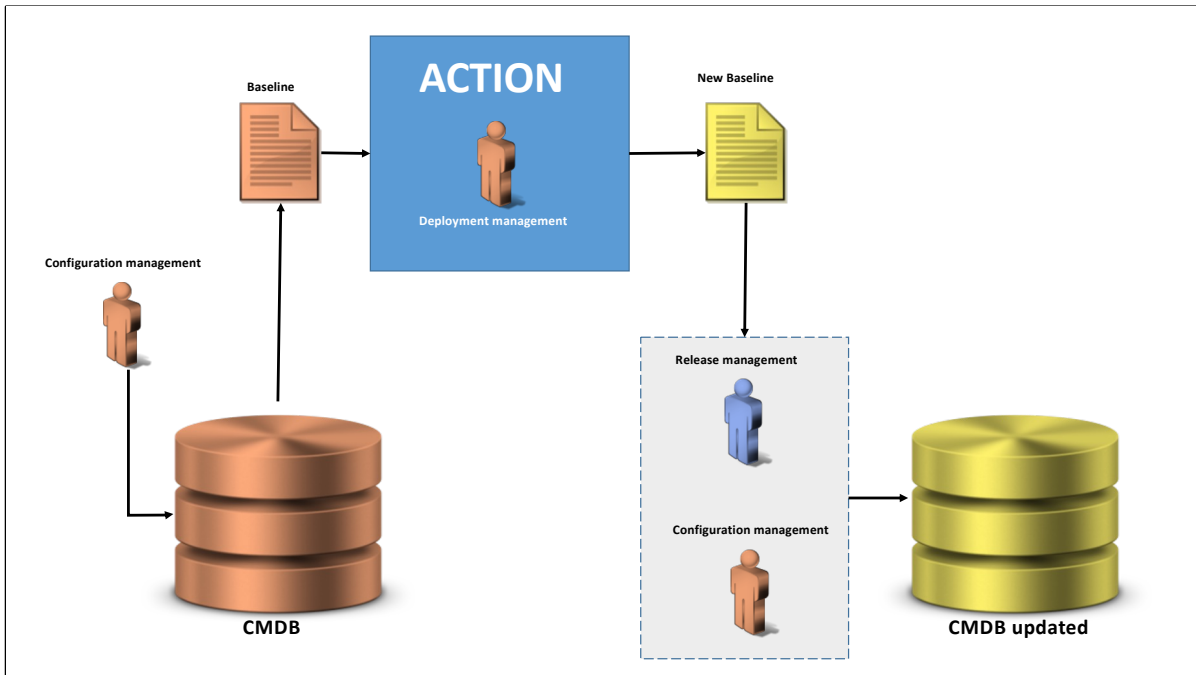 Configuration management
CMDB
Baseline
ACTION
Deployment management
New Baseline
Release management
Configuration management
CMDB updated